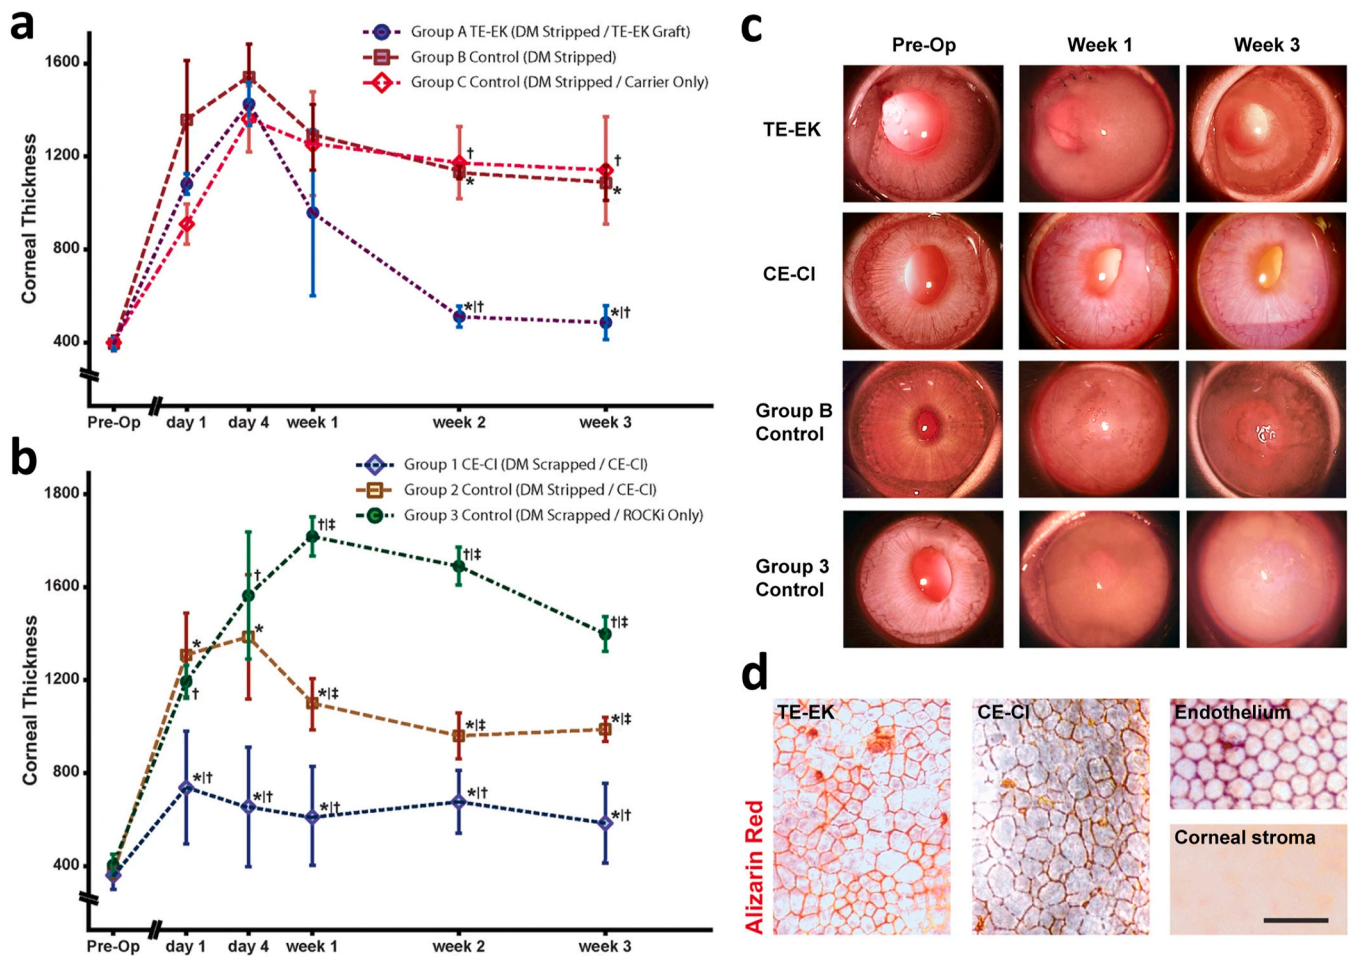 a
Group A TE-EK (DM Stripped / TE-EK Graft)
Group B Control (DM Stripped)
Group C Control (DM Stripped / Carrier Only)
Corneal Thickness
1600
1200
800
400
†
*
†
*
*|†
*|†
Pre-Op
day 1
day 4
week 1
week 2
week 3
b
Group 1 CE-CI (DM Scrapped / CE-CI)
Group 2 Control (DM Stripped / CE-CI)
Group 3 Control (DM Scrapped / ROCKi Only)
Corneal Thickness
1800
1600
1200
800
400
†|‡
†|‡
†|‡
†
†
*
*
*|‡
*|‡
*|‡
*|†
*|†
*|†
*|†
*|†
Pre-Op
day 1
day 4
week 1
week 2
week 3
c
Pre-Op
Week 1
Week 3
TE-EK
CE-CI
Group B
Control
Group 3
Control
d
Alizarin Red
TE-EK
CE-CI
Endothelium
Corneal stroma